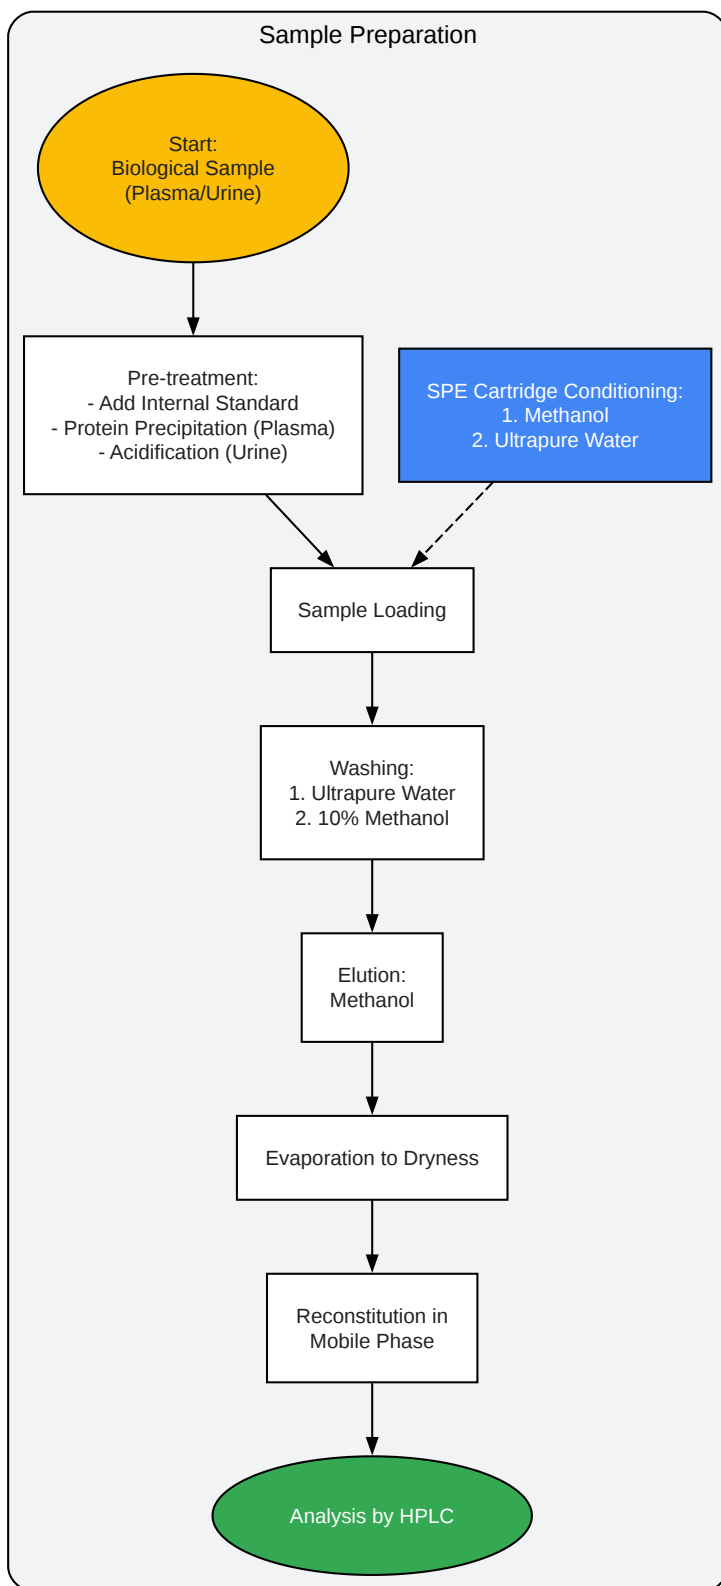 Sample Preparation
Start:
Biological Sample
(Plasma/Urine)
Pre-treatment:
- Add Internal Standard
- Protein Precipitation (Plasma)
- Acidification (Urine)
SPE Cartridge Conditioning:
1. Methanol
2. Ultrapure Water
Sample Loading
Washing:
1. Ultrapure Water
2. 10% Methanol
Elution:
Methanol
Evaporation to Dryness
Reconstitution in
Mobile Phase
Analysis by HPLC